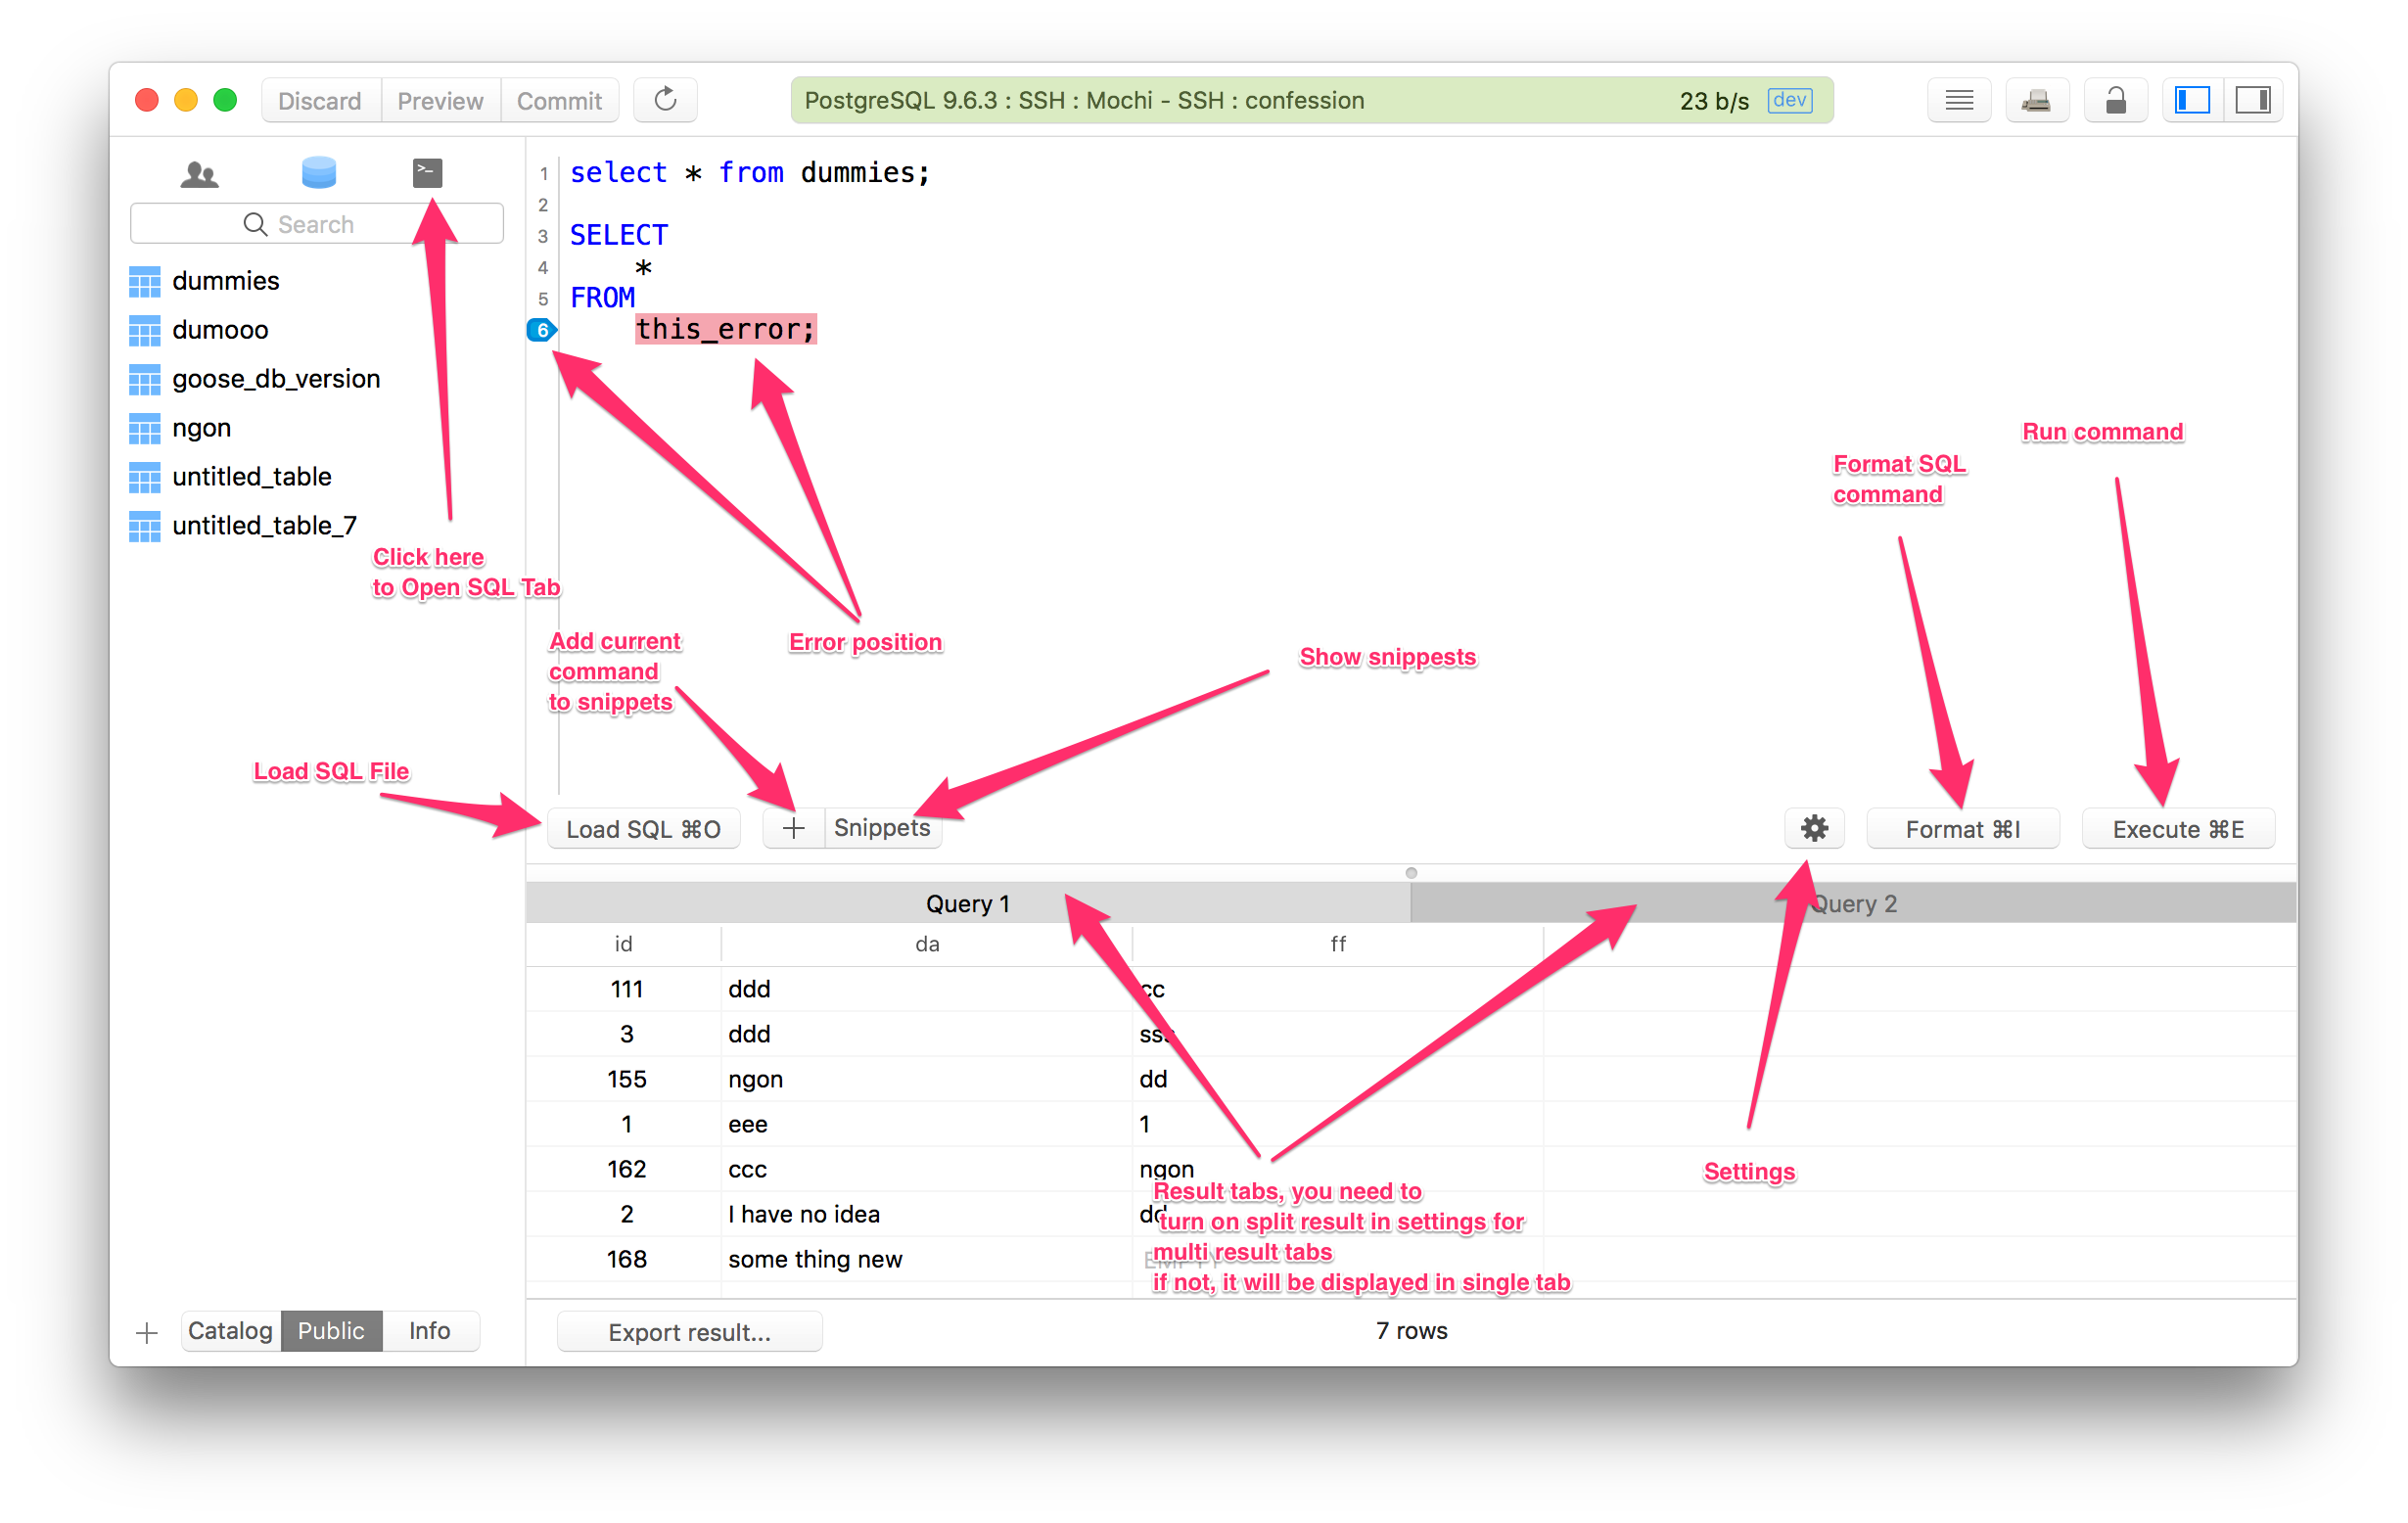 Discard Preview Commit
PostgreSQL 9.6.3 : SSH : Mochi - SSH : confession 23 b/s dev
Search
dummies
dumooo
goose_db_version
ngon
untitled_table
untitled_table_7
1 select * from dummies;
2
3 SELECT
4 *
5 FROM
6 this_error;
Click here
to Open SQL Tab
Error position
Add current
command
to snippets
Show snippests
Format SQL
command
Run command
Load SQL File
Load SQL ⌘O + Snippets Format ⌘I Execute ⌘E
Query 1 Query 2
id da ff
111 ddd cc
3 ddd sss
155 ngon dd
1 eee 1
162 ccc ngon
2 I have no idea dd
168 some thing new EMPTY
Settings
Result tabs, you need to
turn on split result in settings for
multi result tabs
if not, it will be displayed in single tab
+ Catalog Public Info
Export result... 7 rows